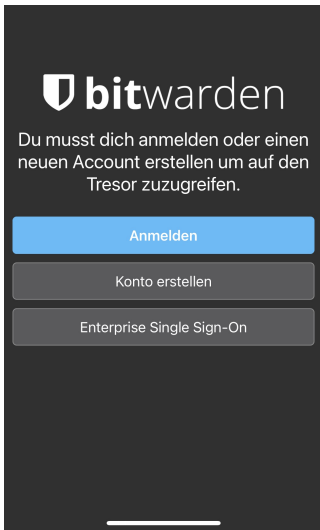 bitwarden
Du musst dich anmelden oder einen
neuen Account erstellen um auf den
Tresor zuzugreifen.
Anmelden
Konto erstellen
Enterprise Single Sign-On